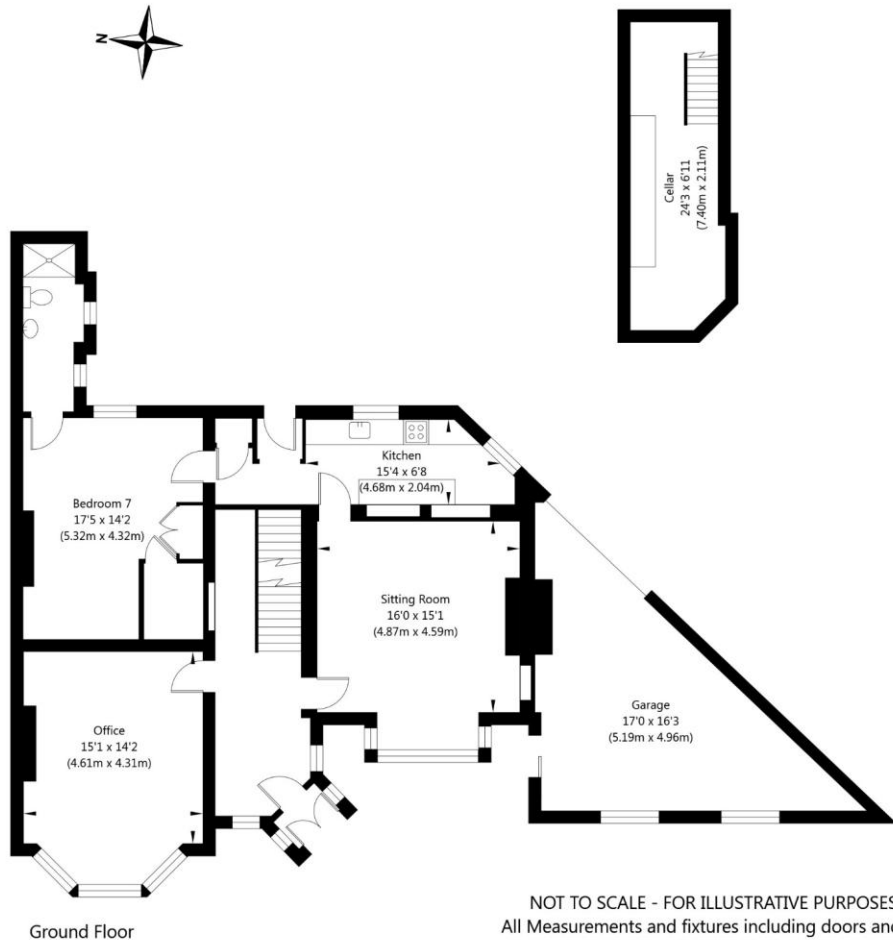 N
Cellar
24'3 x 6'11
(7.40m x 2.11m)
Kitchen
15'4 x 6'8
(4.68m x 2.04m)
Bedroom 7
17'5 x 14'2
(5.32m x 4.32m)
Sitting Room
16'0 x 15'1
(4.87m x 4.59m)
Office
15'1 x 14'2
(4.61m x 4.31m)
Garage
17'0 x 16'3
(5.19m x 4.96m)
NOT TO SCALE - FOR ILLUSTRATIVE PURPOSES
All Measurements and fixtures including doors an
Ground Floor